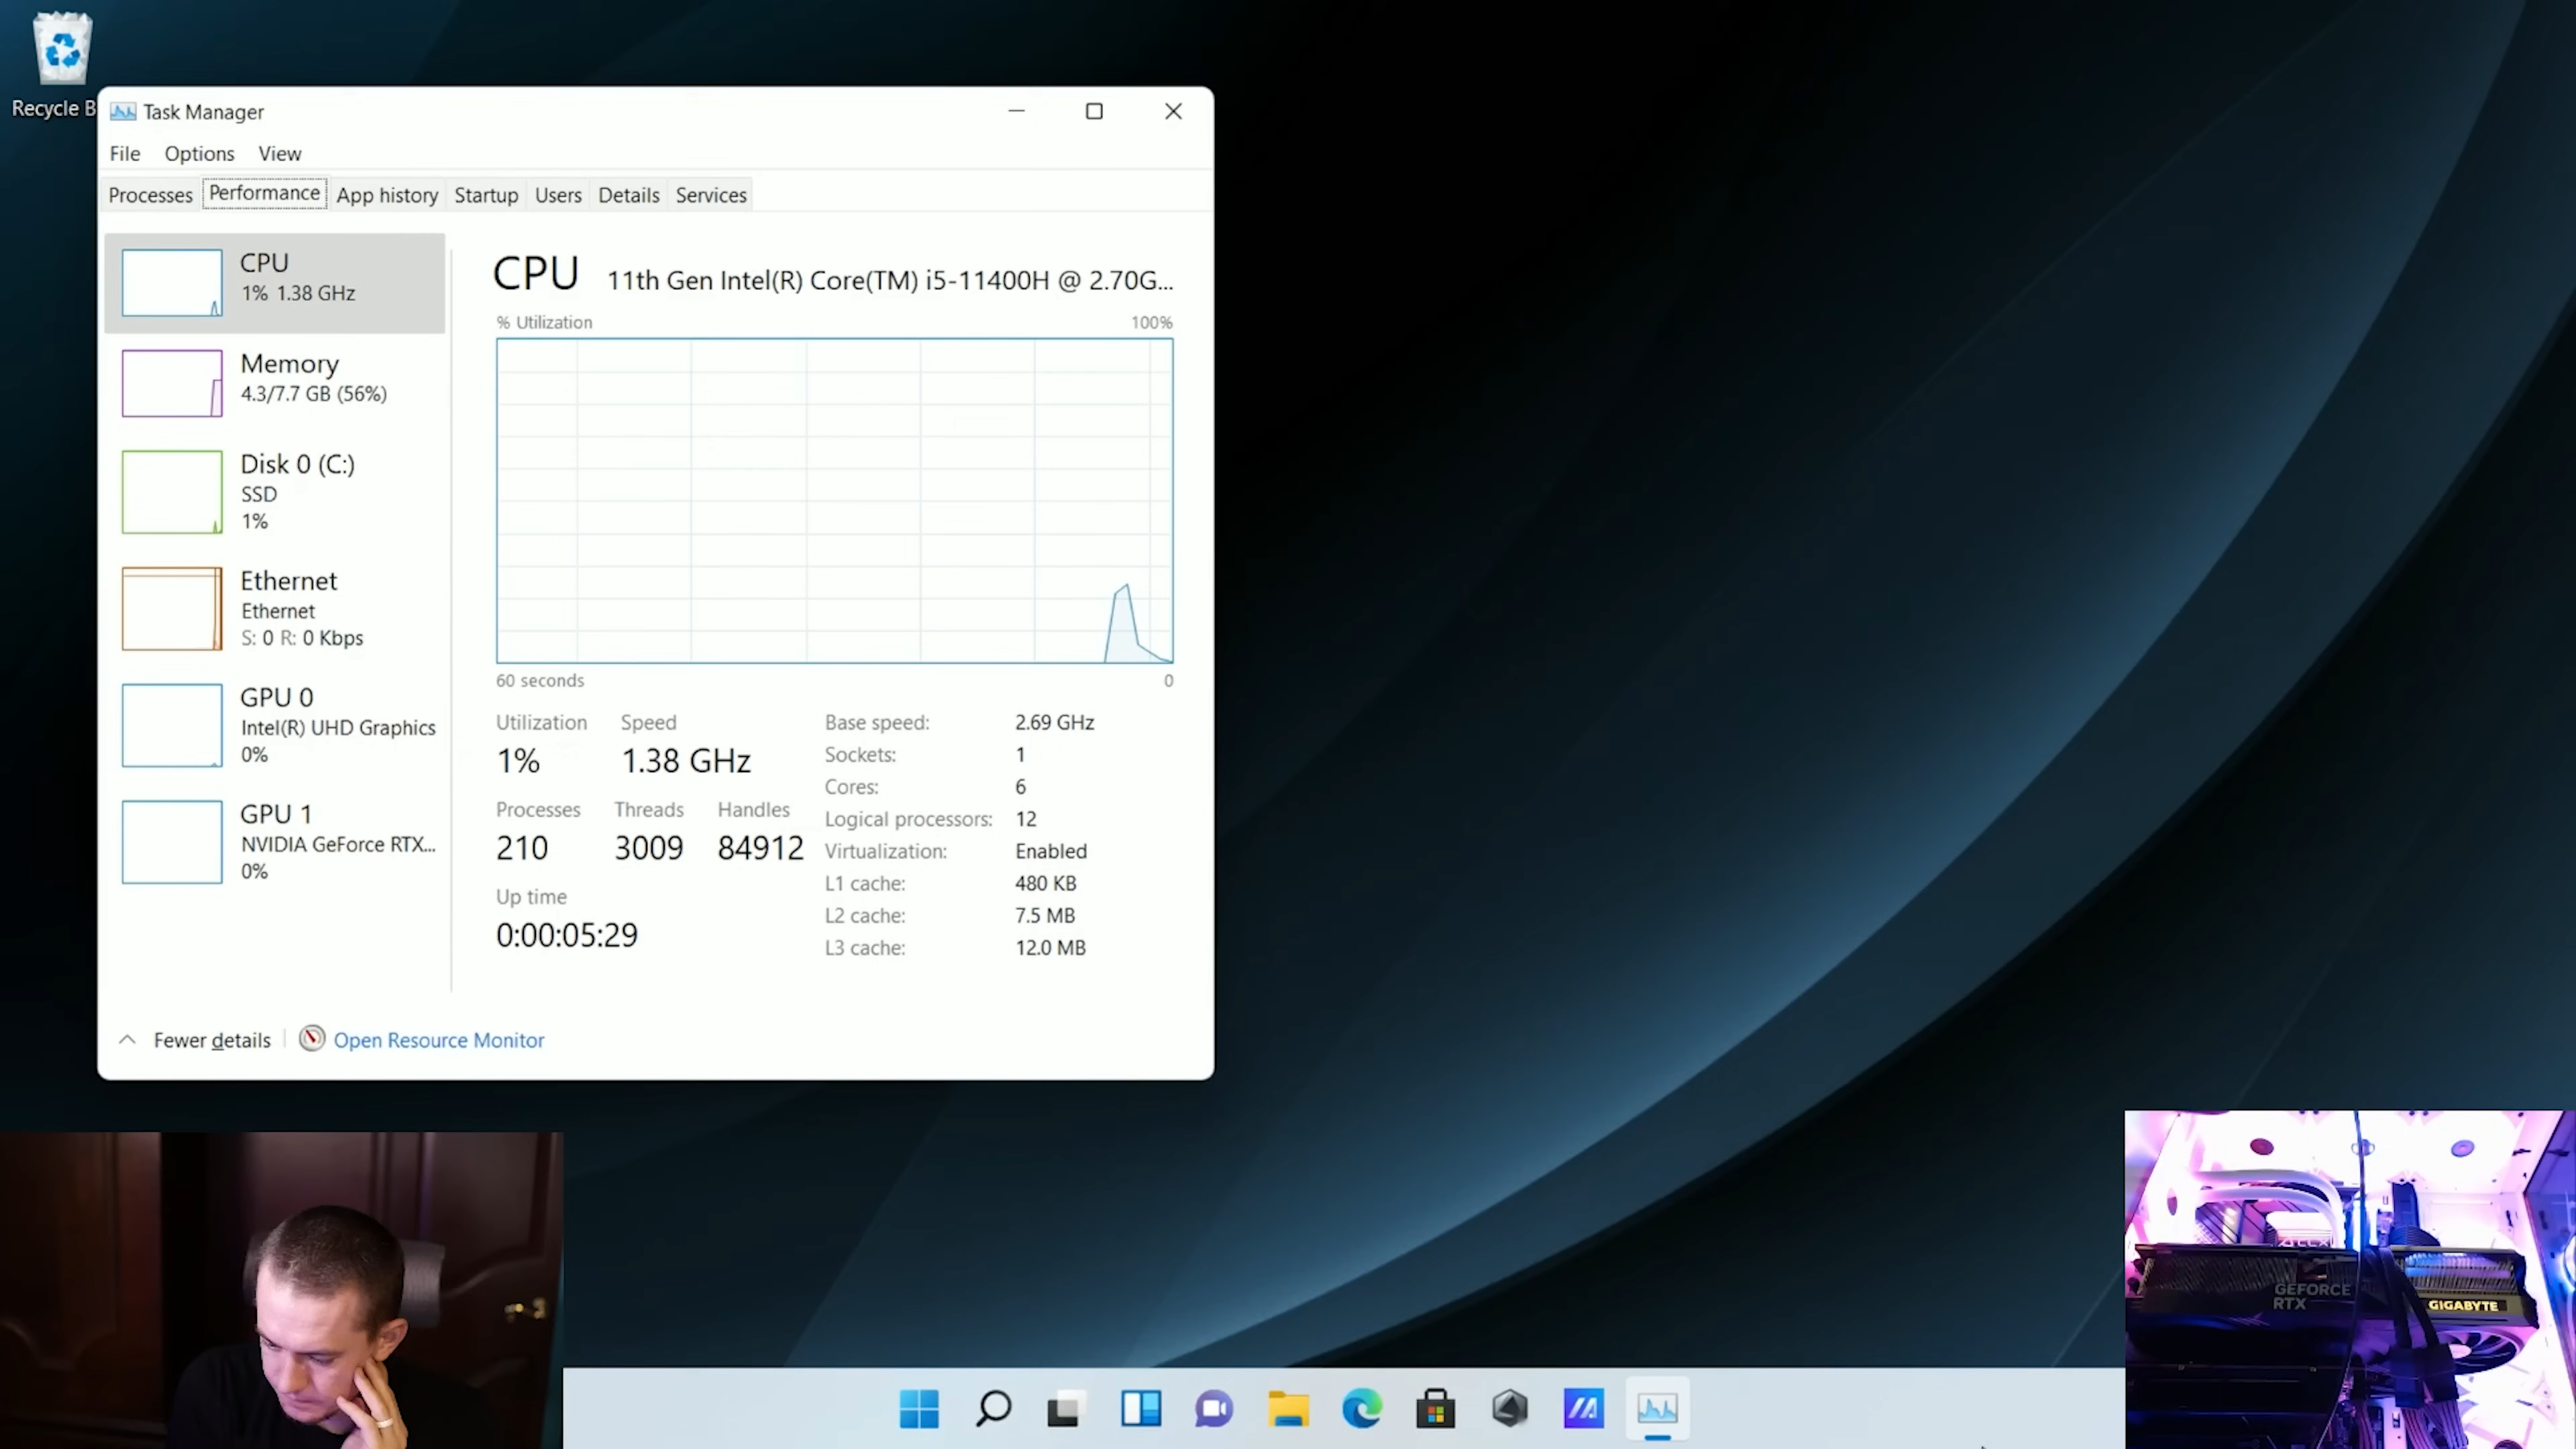 Recycle B
Task Manager
File Options View
Processes Performance App history Startup Users Details Services
CPU
1% 1.38 GHz
Memory
4.3/7.7 GB (56%)
Disk 0 (C:)
SSD
1%
Ethernet
Ethernet
S: 0 R: 0 Kbps
GPU 0
Intel(R) UHD Graphics
0%
GPU 1
NVIDIA GeForce RTX...
0%
CPU 11th Gen Intel(R) Core(TM) i5-11400H @ 2.70G...
% Utilization 100%
60 seconds 0
Utilization Speed
1% 1.38 GHz
Processes Threads Handles
210 3009 84912
Up time
0:00:05:29
Base speed: 2.69 GHz
Sockets: 1
Cores: 6
Logical processors: 12
Virtualization: Enabled
L1 cache: 480 KB
L2 cache: 7.5 MB
L3 cache: 12.0 MB
Fewer details Open Resource Monitor
GEFORCE
RTX
GIGABYTE